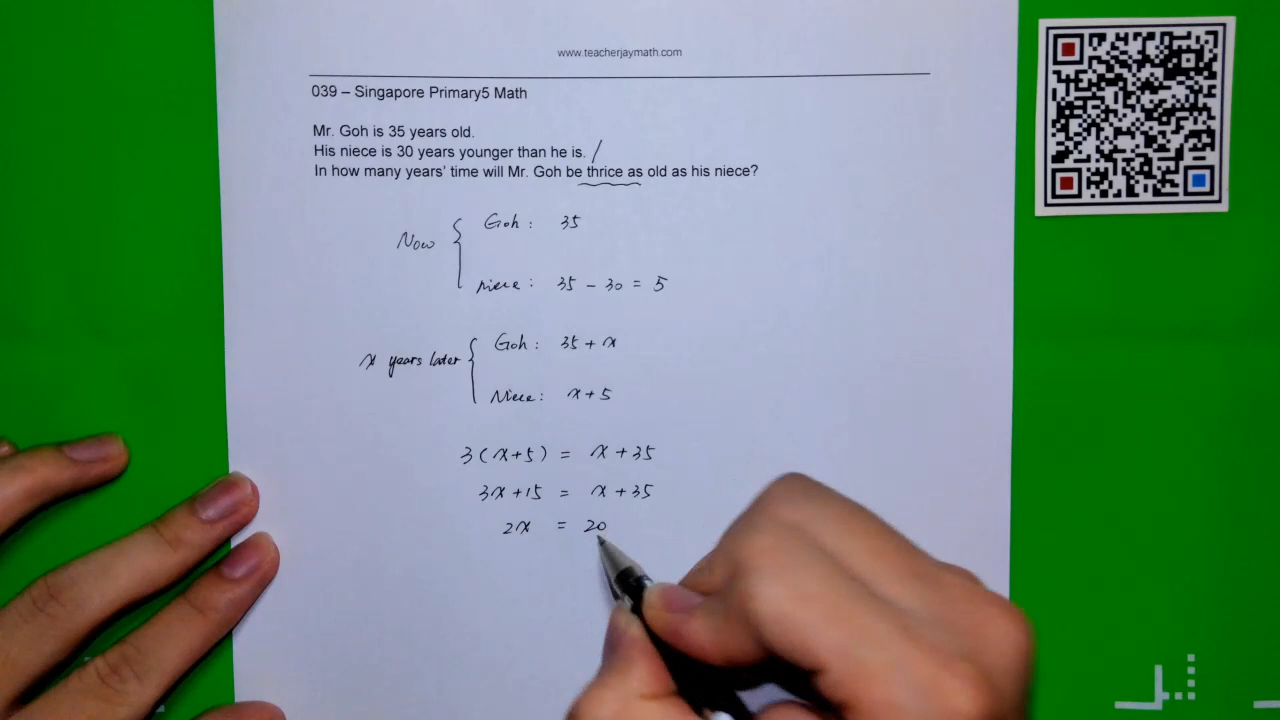 www.teacherjaymath.com
039 – Singapore Primary5 Math
Mr. Goh is 35 years old.
His niece is 30 years younger than he is. /
In how many years' time will Mr. Goh be thrice as old as his niece?
Now { Goh : 35
Niece : 35 - 30 = 5
x years later { Goh : 35 + x
Niece : x + 5
3(x+5) = x + 35
3x + 15 = x + 35
2x = 20